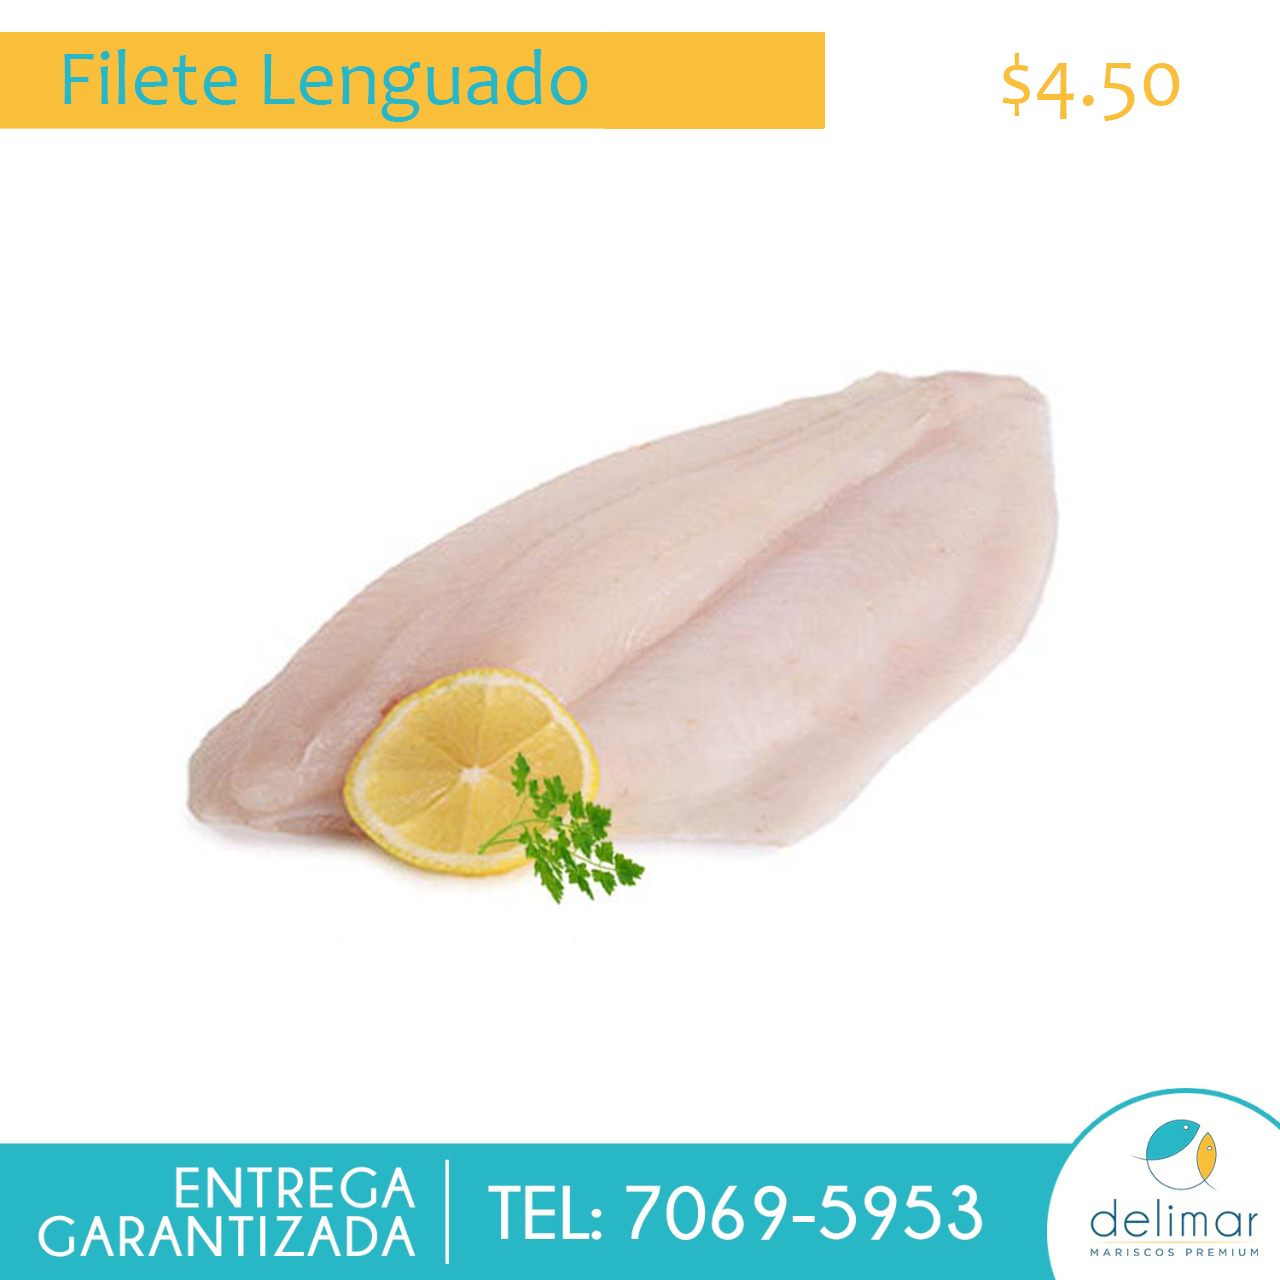 Filete Lenguado
$4.50
ENTREGA
GARANTIZADA
TEL: 7069-5953
delimar
MARISCOS PREMIUM